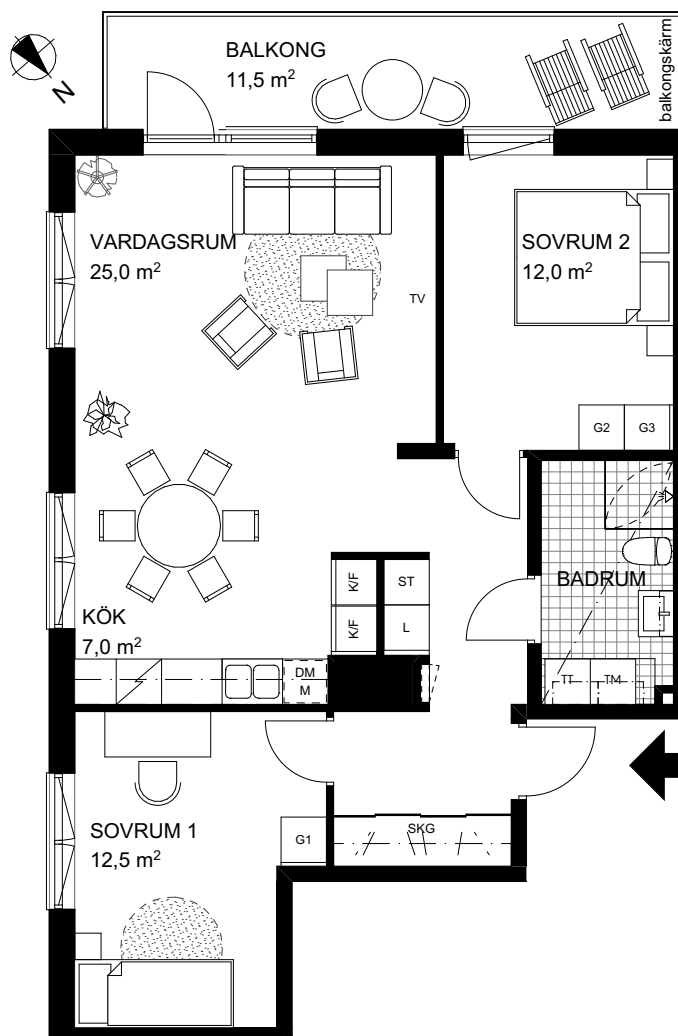 BALKONG
11,5 m²
balkongskärm
N
VARDAGSRUM
25,0 m²
SOVRUM 2
12,0 m²
TV
G2
G3
K/F
K/F
ST
L
BADRUM
KÖK
7,0 m²
DM
M
TT
TM
SOVRUM 1
12,5 m²
G1
SKG